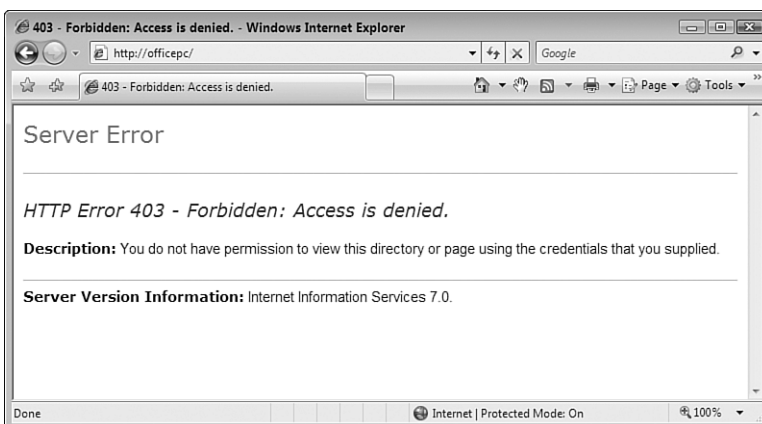 403 - Forbidden: Access is denied. - Windows Internet Explorer
http://officepc/
Google
403 - Forbidden: Access is denied.
Page
Tools
Server Error
HTTP Error 403 - Forbidden: Access is denied.
Description: You do not have permission to view this directory or page using the credentials that you supplied.
Server Version Information: Internet Information Services 7.0.
Done
Internet | Protected Mode: On
100%